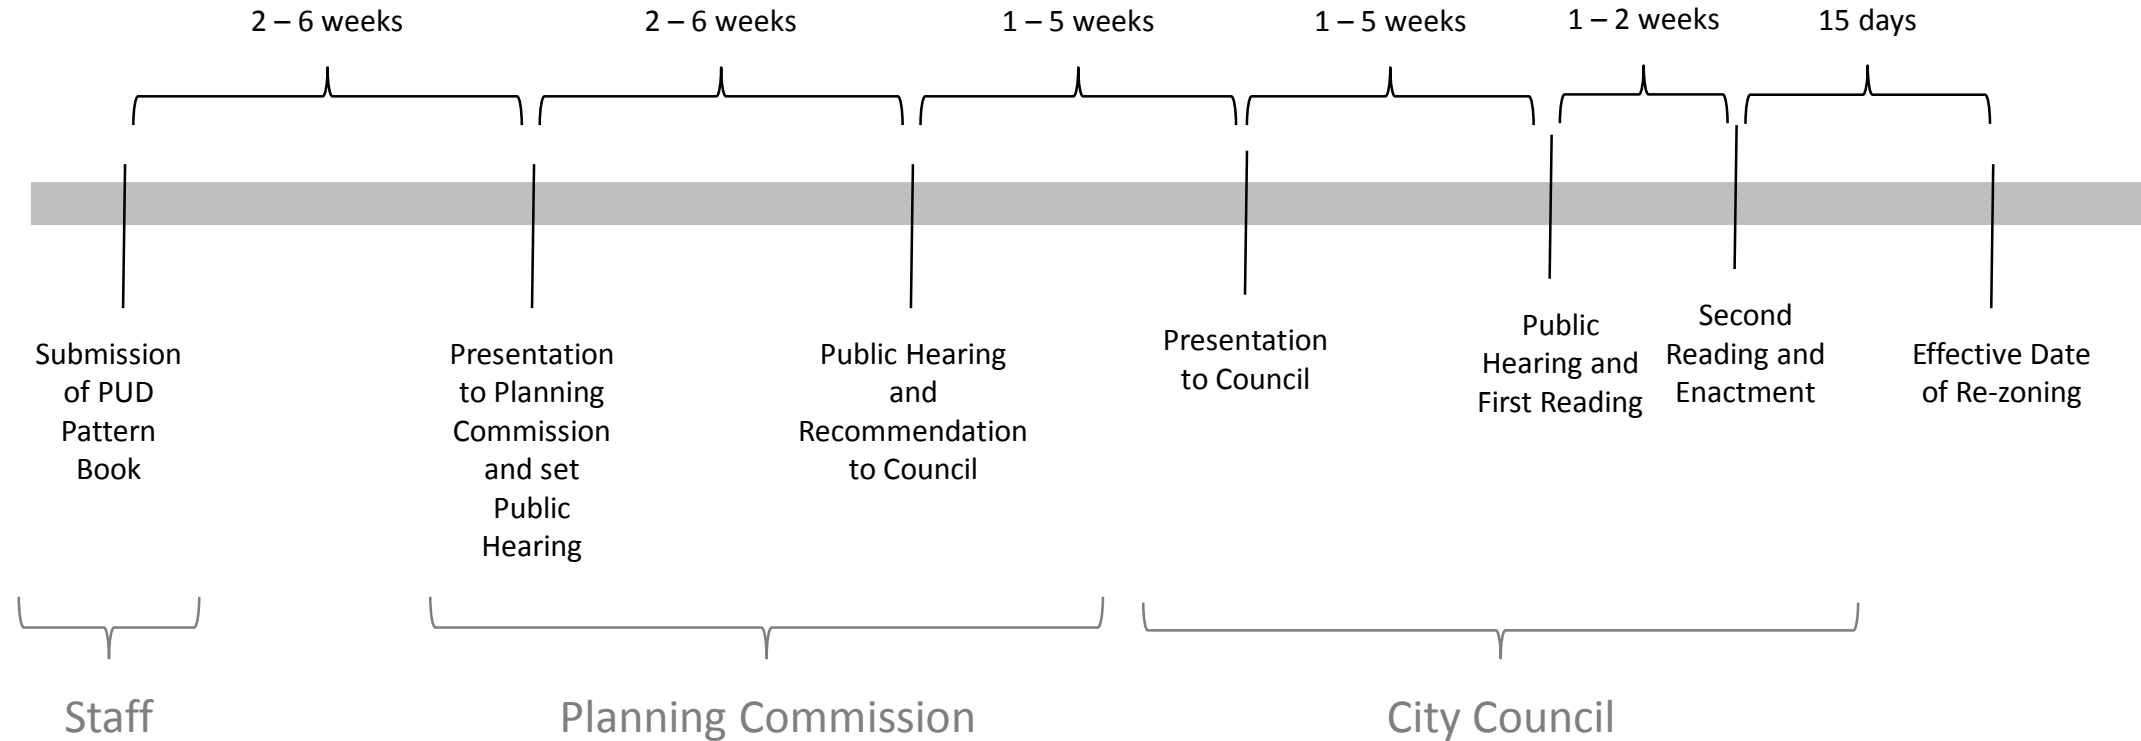 2 – 6 weeks
2 – 6 weeks
1 – 5 weeks
1 – 5 weeks
1 – 2 weeks
15 days
Submission
of PUD
Pattern
Book
Presentation
to Planning
Commission
and set
Public
Hearing
Public Hearing
and
Recommendation
to Council
Presentation
to Council
Public
Hearing and
First Reading
Second
Reading and
Enactment
Effective Date
of Re-zoning
Staff
Planning Commission
City Council